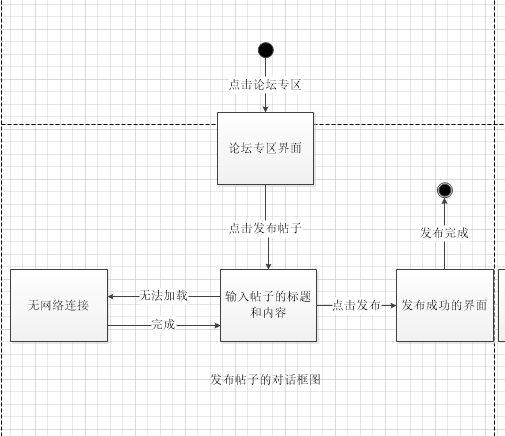 点击论坛专区
论坛专区界面
点击发布帖子
发布完成
无网络连接
无法加载
完成
输入帖子的标题
和内容
点击发布
发布成功的界面
发布帖子的对话框图